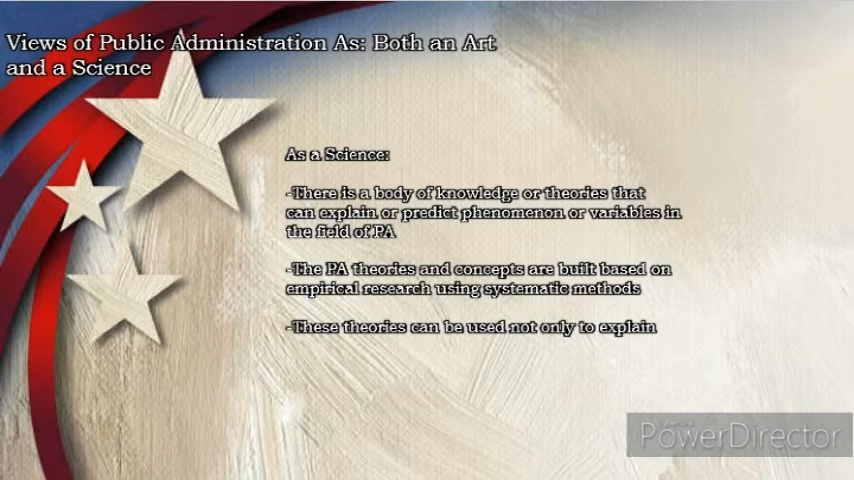 Views of Public Administration As: Both an Art
and a Science
As a Science:
-There is a body of knowledge or theories that
can explain or predict phenomenon or variables in
the field of PA
-The PA theories and concepts are built based on
empirical research using systematic methods
-These theories can be used not only to explain
PowerDirector